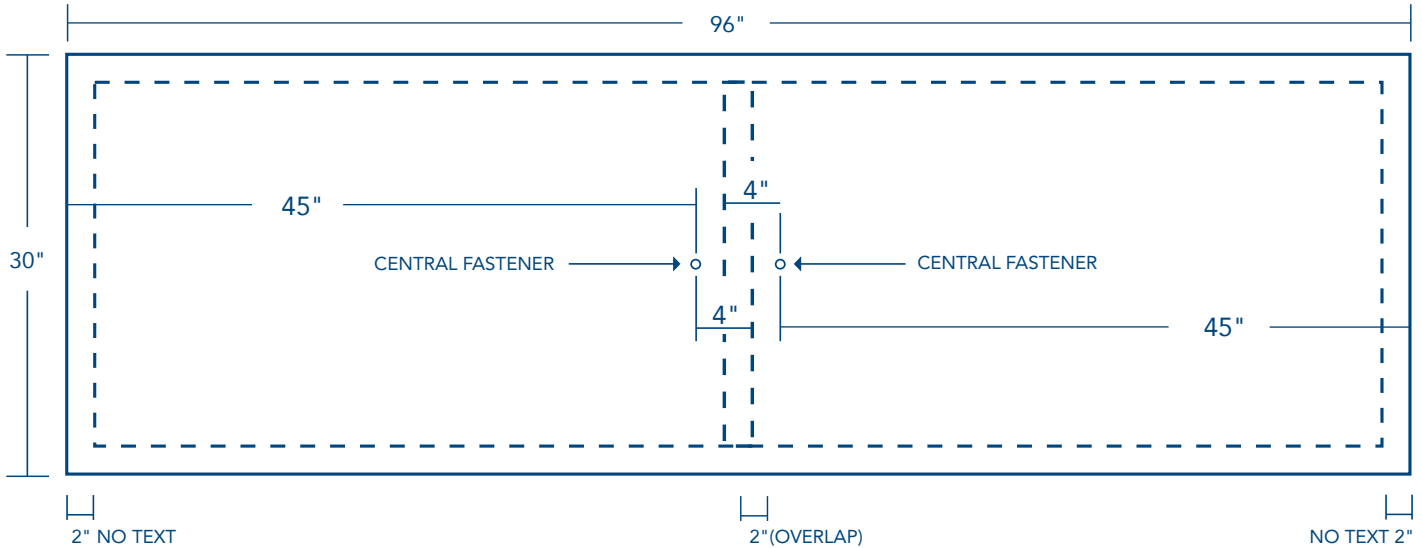 96"
4"
45"
30"
CENTRAL FASTENER
CENTRAL FASTENER
4"
45"
2" NO TEXT
2"(OVERLAP)
NO TEXT 2"